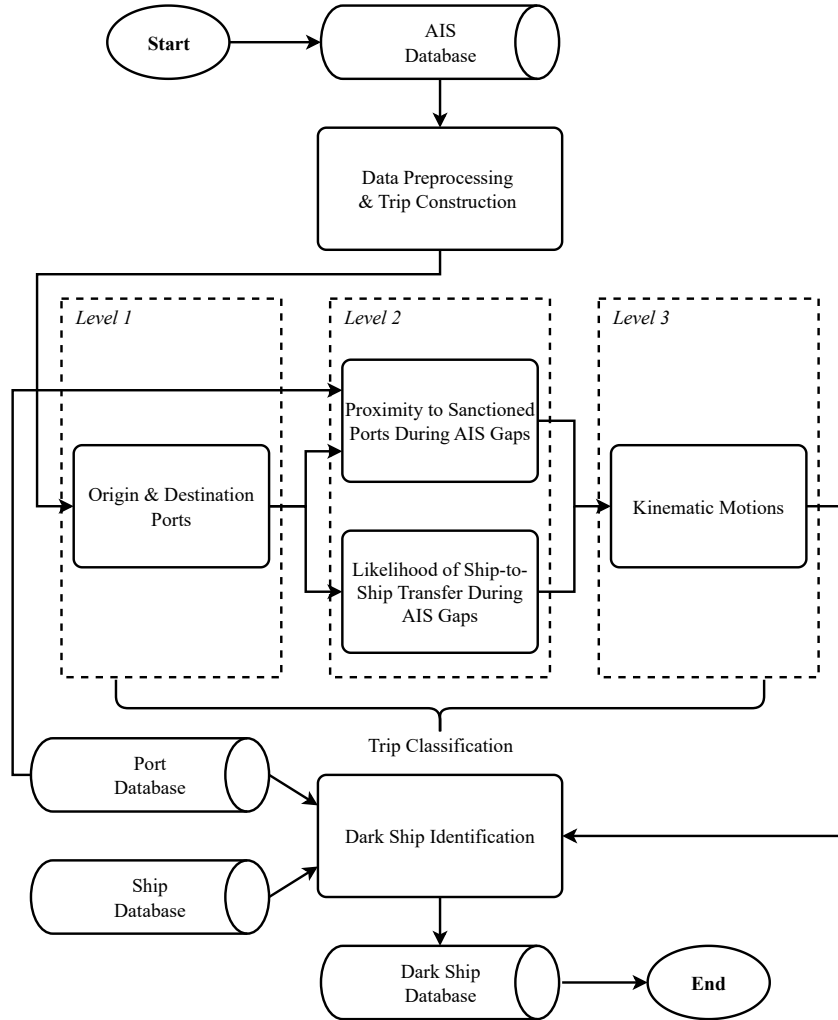 Start
AIS
Database
Data Preprocessing
& Trip Construction
Level 1
Level 2
Level 3
Origin & Destination
Ports
Proximity to Sanctioned
Ports During AIS Gaps
Likelihood of Ship-to-
Ship Transfer During
AIS Gaps
Kinematic Motions
Trip Classification
Port
Database
Ship
Database
Dark Ship Identification
Dark Ship
Database
End